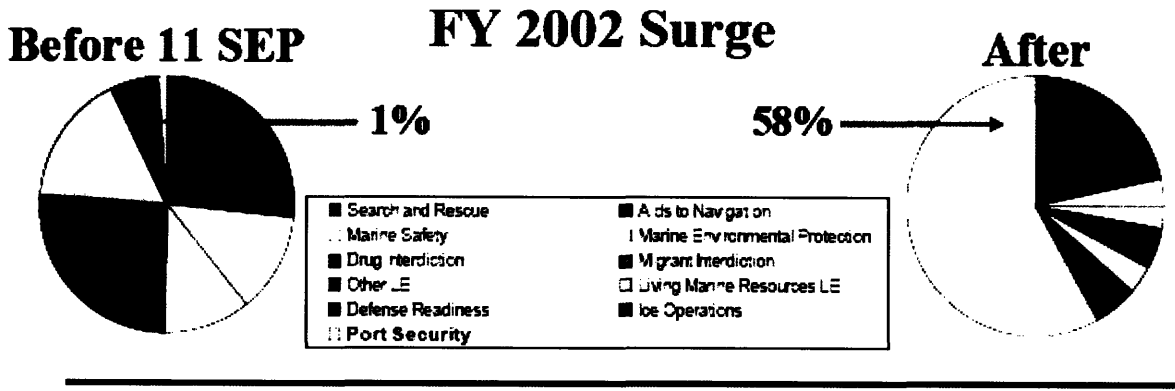 FY 2002 Surge
Before 11 SEP
After
1%
58%
Search and Rescue
Aids to Navigation
Marine Safety
Marine Environmental Protection
Drug Interdiction
Migrant Interdiction
Other LE
Living Marine Resources LE
Defense Readiness
Ice Operations
Port Security